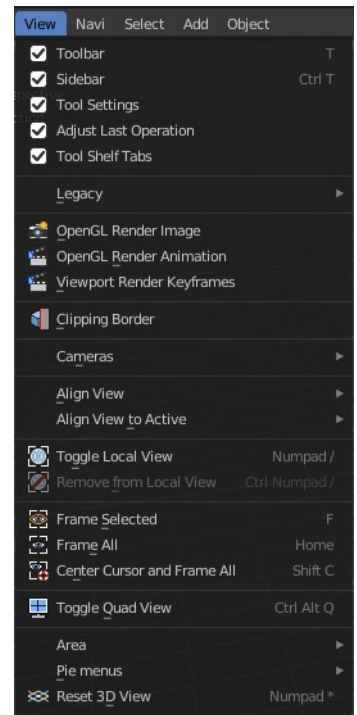 View Navi Select Add Object
Toolbar T
Sidebar Ctrl T
Tool Settings
Adjust Last Operation
Tool Shelf Tabs
Legacy
OpenGL Render Image
OpenGL Render Animation
Viewport Render Keyframes
Clipping Border
Cameras
Align View
Align View to Active
Toggle Local View Numpad /
Remove from Local View Ctrl Numpad /
Frame Selected F
Frame All Home
Center Cursor and Frame All Shift C
Toggle Quad View Ctrl Alt Q
Area
Pie menus
Reset 3D View Numpad *